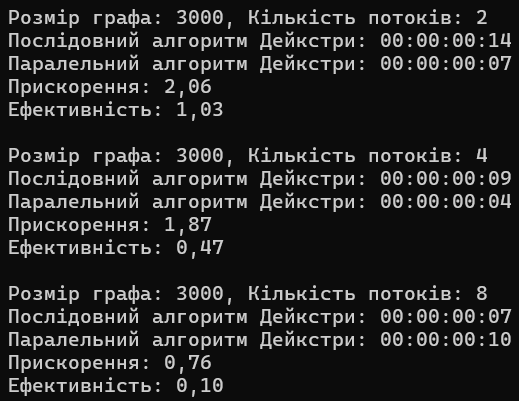 Розмір графа: 3000, Кількість потоків: 2
Послідовний алгоритм Дейкстри: 00:00:00:14
Паралельний алгоритм Дейкстри: 00:00:00:07
Прискорення: 2,06
Ефективність: 1,03
Розмір графа: 3000, Кількість потоків: 4
Послідовний алгоритм Дейкстри: 00:00:00:09
Паралельний алгоритм Дейкстри: 00:00:00:04
Прискорення: 1,87
Ефективність: 0,47
Розмір графа: 3000, Кількість потоків: 8
Послідовний алгоритм Дейкстри: 00:00:00:07
Паралельний алгоритм Дейкстри: 00:00:00:10
Прискорення: 0,76
Ефективність: 0,10